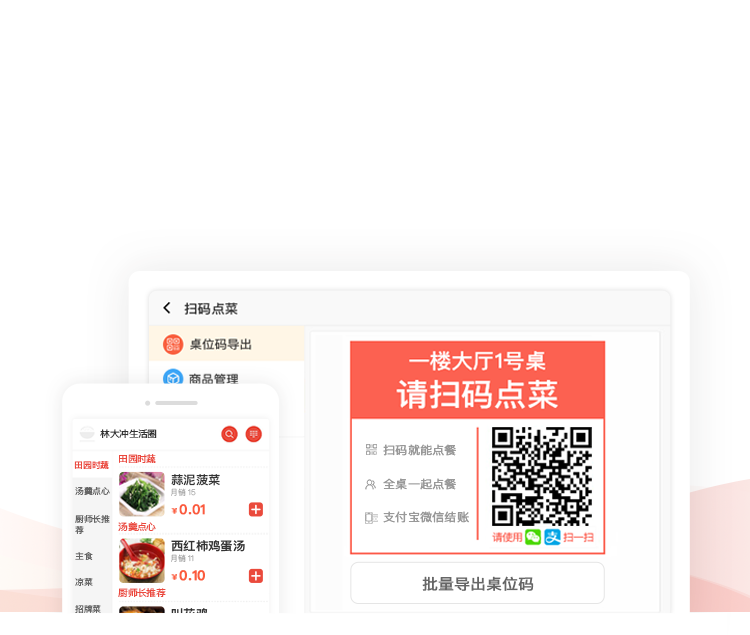 扫码点菜
桌位码导出
商品管理
一楼大厅1号桌
请扫码点菜
扫码就能点餐
全桌一起点餐
支付宝微信结账
请使用
支
扫一扫
批量导出桌位码
林大冲生活圈
田园时蔬
汤羹点心
厨师长推荐
主食
凉菜
招牌菜
田园时蔬
蒜泥菠菜
月销 15
¥0.01
汤羹点心
西红柿鸡蛋汤
月销 11
¥0.10
厨师长推荐
叫花鸡